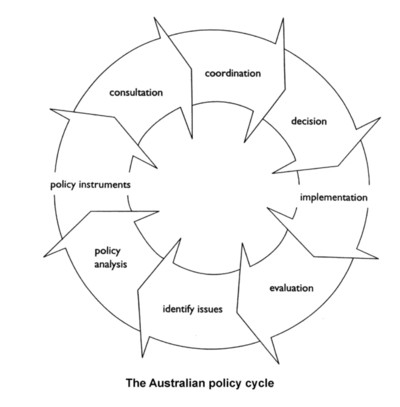 coordination
consultation
decision
policy instruments
implementation
policy
analysis
evaluation
identify issues
The Australian policy cycle